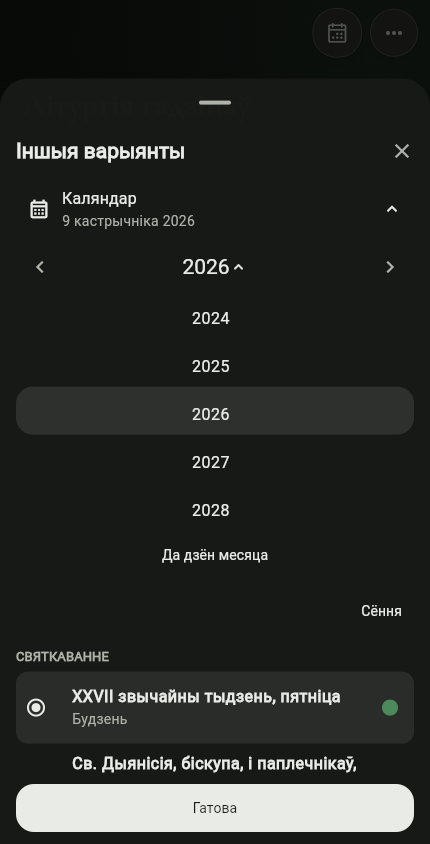 Іншыя варыянты
Каляндар
9 кастрычніка 2026
2026
2024
2025
2026
2027
2028
Да дзён месяца
Сёння
СВЯТКАВАННЕ
XXVII звычайны тыдзень, пятніца
Будзень
Св. Дыянісія, біскупа, і паплечнікаў,
Гатова